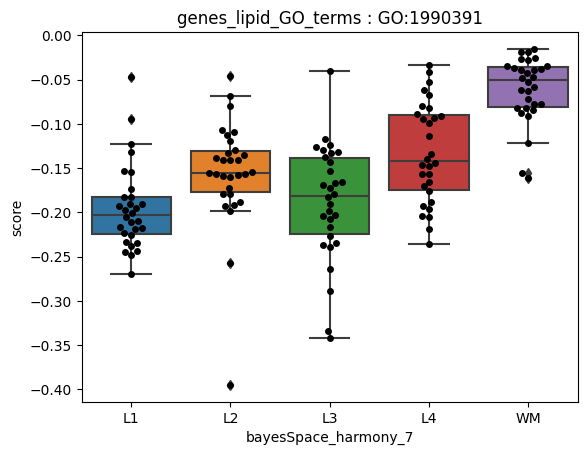 genes_lipid_GO_terms : GO:1990391
0.00
−0.05
−0.10
−0.15
−0.20
−0.25
−0.30
−0.35
−0.40
score
L1 L2 L3 L4 WM
bayesSpace_harmony_7